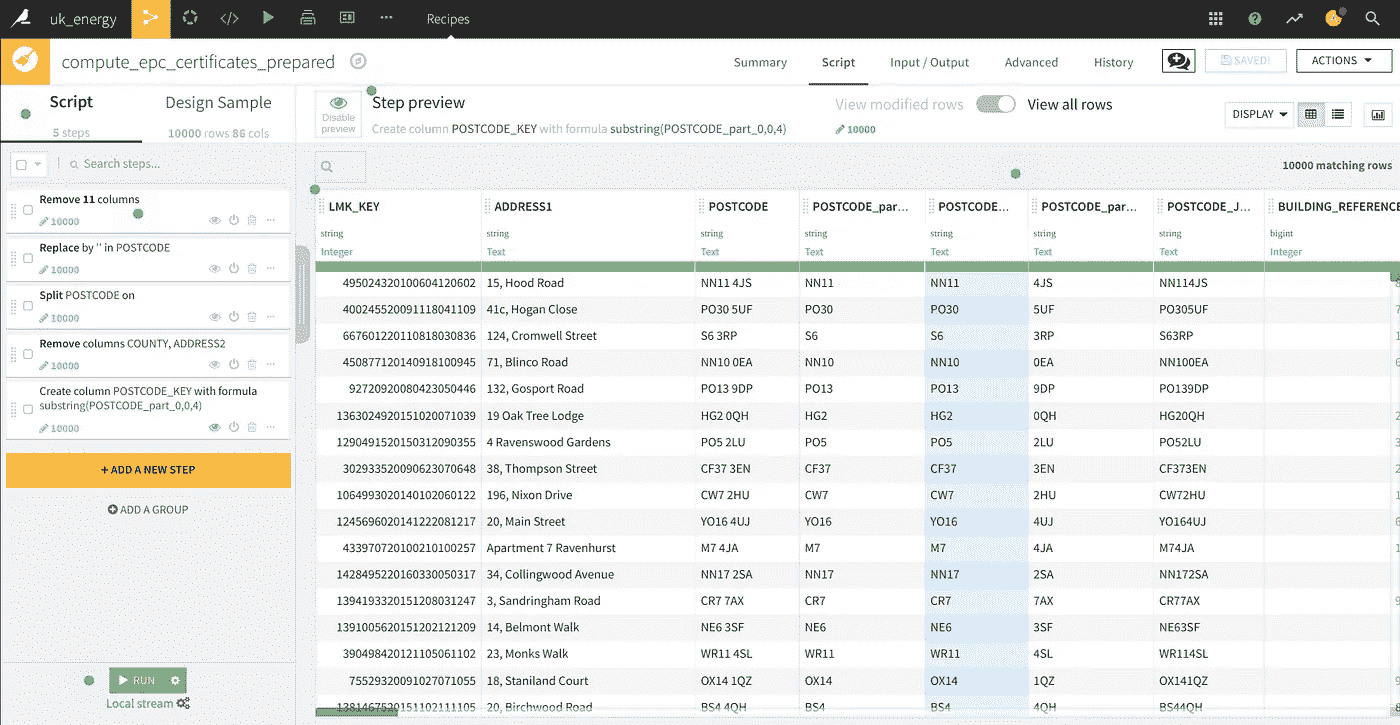 uk_energy Recipes
compute_epc_certificates_prepared Summary Script Input / Output Advanced History SAVED! ACTIONS
Script Design Sample
5 steps 10000 rows 86 cols
Disable preview
Step preview View modified rows View all rows DISPLAY
Create column POSTCODE_KEY with formula substring(POSTCODE_part_0,0,4) 10000
Search steps...
10000 matching rows
Remove 11 columns
10000
Replace by '' in POSTCODE
10000
Split POSTCODE on
10000
Remove columns COUNTY, ADDRESS2
10000
Create column POSTCODE_KEY with formula
substring(POSTCODE_part_0,0,4)
10000
+ ADD A NEW STEP
ADD A GROUP
RUN
Local stream
LMK_KEY ADDRESS1 POSTCODE POSTCODE_par... POSTCODE... POSTCODE_par... POSTCODE_J... BUILDING_REFERENCE
string string string string string string string bigint
Integer Text Text Text Text Text Text Integer
495024320100604120602 15, Hood Road NN11 4JS NN11 NN11 4JS NN114JS
400245520091118041109 41c, Hogan Close PO30 5UF PO30 PO30 5UF PO305UF
667601220110818030836 124, Cromwell Street S6 3RP S6 S6 3RP S63RP
450877120140918100945 71, Blinco Road NN10 0EA NN10 NN10 0EA NN100EA
92720920080423050446 132, Gosport Road PO13 9DP PO13 PO13 9DP PO139DP
1363024920151020071039 19 Oak Tree Lodge HG2 0QH HG2 HG2 0QH HG20QH
1290491520150312090355 4 Ravenswood Gardens PO5 2LU PO5 PO5 2LU PO52LU
302933520090623070648 38, Thompson Street CF37 3EN CF37 CF37 3EN CF373EN
1064993020140102060122 196, Nixon Drive CW7 2HU CW7 CW7 2HU CW72HU
1245696020141222081217 20, Main Street YO16 4UJ YO16 YO16 4UJ YO164UJ
433970720100210100257 Apartment 7 Ravenhurst M7 4JA M7 M7 4JA M74JA
1428495220160330050317 34, Collingwood Avenue NN17 2SA NN17 NN17 2SA NN172SA
1394193320151208031247 3, Sandringham Road CR7 7AX CR7 CR7 7AX CR77AX
1391005620151202121209 14, Belmont Walk NE6 3SF NE6 NE6 3SF NE63SF
390498420121105061102 23, Monks Walk WR11 4SL WR11 WR11 4SL WR114SL
75529320091027071055 18, Staniland Court OX14 1QZ OX14 OX14 1QZ OX141QZ
1381467520151102111105 20, Birchwood Road BS4 4QH BS4 BS4 4QH BS44QH